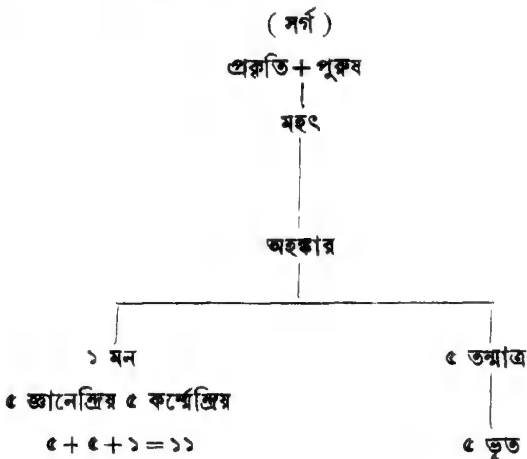 ( সর্গ )
প্রকৃতি + পুরুষ
মহৎ
অহঙ্কার
১ মন
৫ তন্মাত্র
৫ জ্ঞানেন্দ্রিয় ৫ কর্ম্মেন্দ্রিয়
৫ + ৫ + ১ = ১১
৫ ভূত